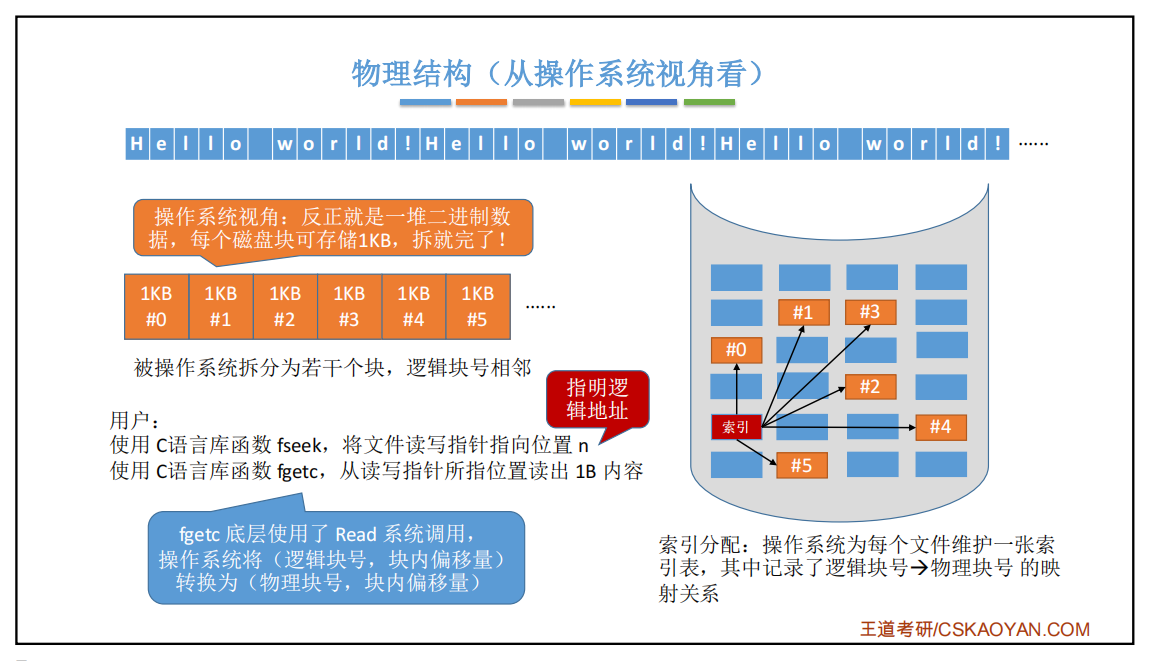 物理结构（从操作系统视角看）
Hello world!Hello world!Hello world! ······
操作系统视角：反正就是一堆二进制数
据，每个磁盘块可存储1KB，拆就完了！
1KB 1KB 1KB 1KB 1KB 1KB
#0 #1 #2 #3 #4 #5 ······
被操作系统拆分为若干个块，逻辑块号相邻
指明逻
辑地址
用户：
使用 C语言库函数 fseek，将文件读写指针指向位置 n
使用 C语言库函数 fgetc，从读写指针所指位置读出 1B 内容
fgetc 底层使用了 Read 系统调用，
操作系统将（逻辑块号，块内偏移量）
转换为（物理块号，块内偏移量）
#1 #3
#0
#2
索引 #4
#5
索引分配：操作系统为每个文件维护一张索
引表，其中记录了逻辑块号→物理块号 的映
射关系
王道考研/CSKAOYAN.COM